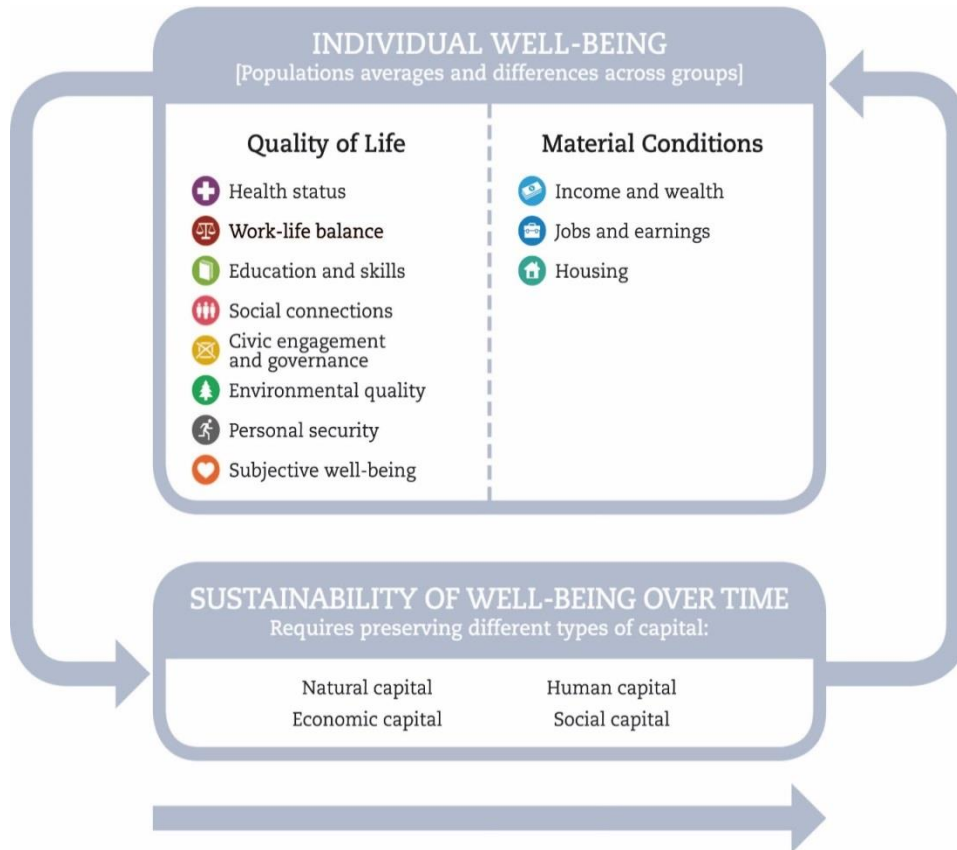 INDIVIDUAL WELL-BEING
[Populations averages and differences across groups]
Quality of Life
Health status
Work-life balance
Education and skills
Social connections
Civic engagement
and governance
Environmental quality
Personal security
Subjective well-being
Material Conditions
Income and wealth
Jobs and earnings
Housing
SUSTAINABILITY OF WELL-BEING OVER TIME
Requires preserving different types of capital:
Natural capital
Human capital
Economic capital
Social capital